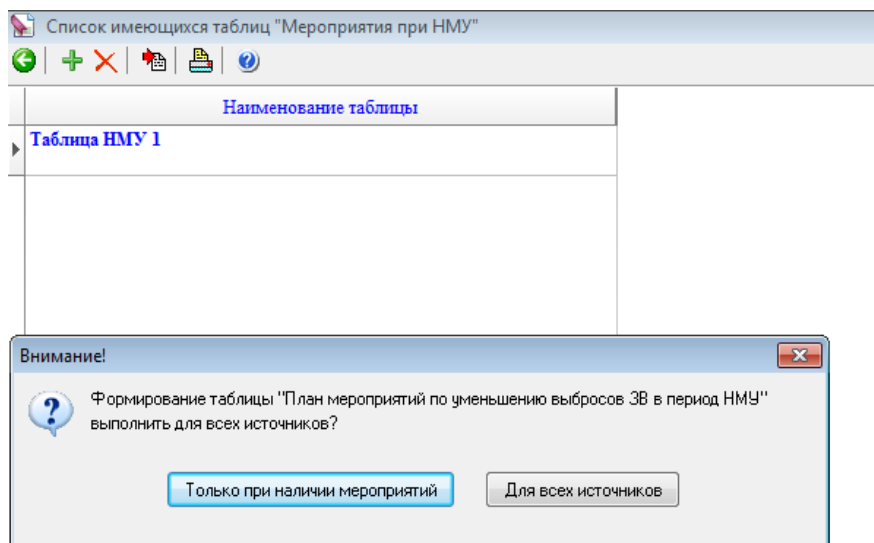 Список имеющихся таблиц "Мероприятия при НМУ"
Наименование таблицы
Таблица НМУ 1
Внимание!
Формирование таблицы "План мероприятий по уменьшению выбросов ЗВ в период НМУ"
выполнить для всех источников?
Только при наличии мероприятий
Для всех источников